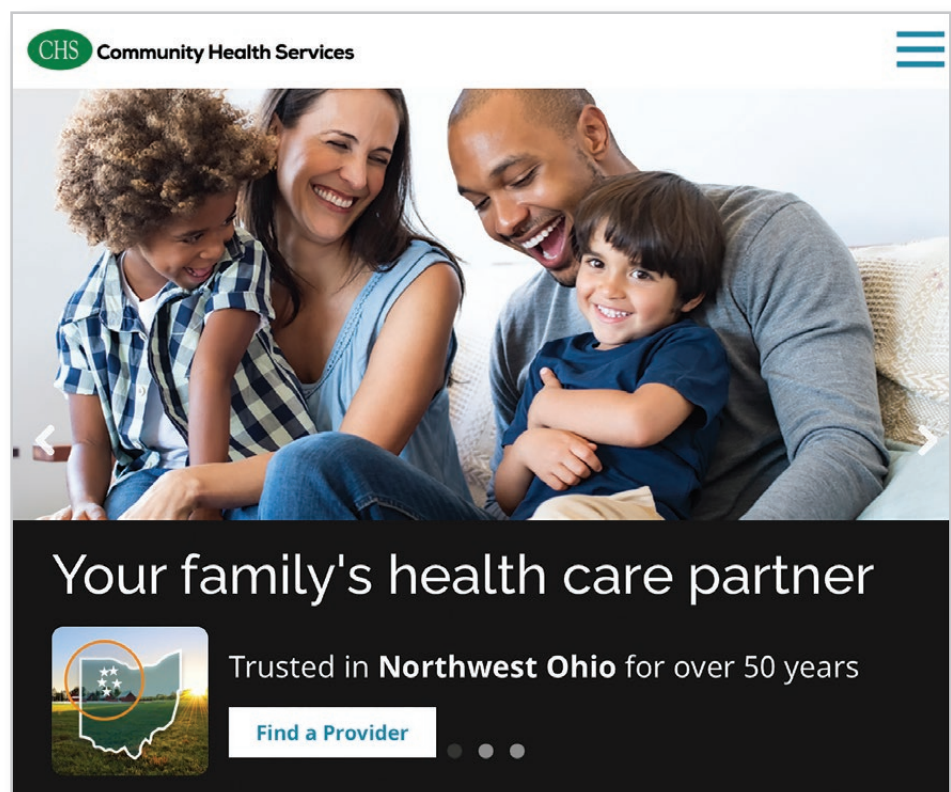 CHS Community Health Services
Your family's health care partner
Trusted in Northwest Ohio for over 50 years
Find a Provider